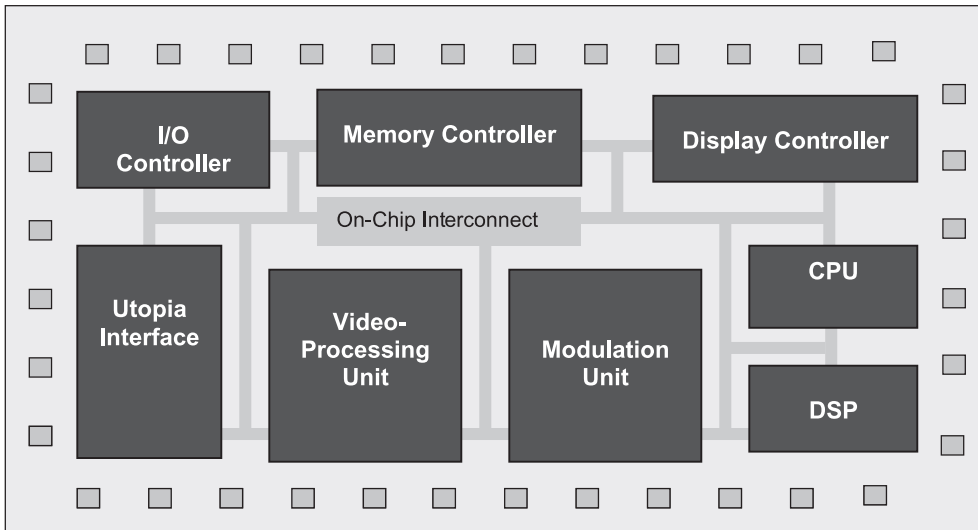 I/O
Controller
Memory Controller
Display Controller
On-Chip Interconnect
Utopia
Interface
Video-
Processing
Unit
Modulation
Unit
CPU
DSP